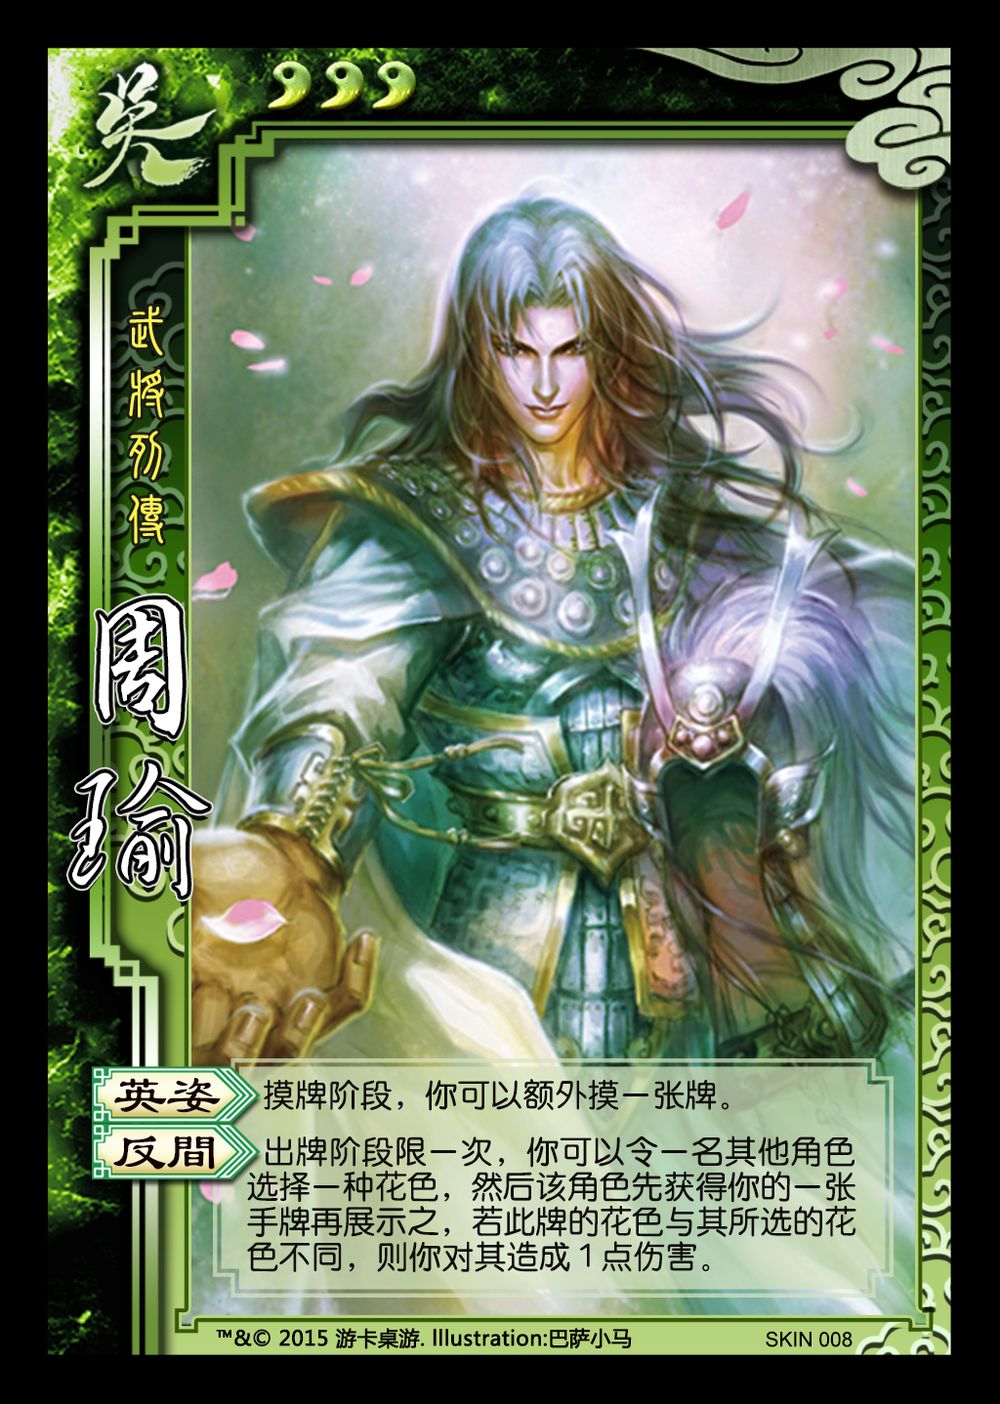 吴
武將列傳
周瑜
英姿
摸牌阶段，你可以额外摸一张牌。
反間
出牌阶段限一次，你可以令一名其他角色
选择一种花色，然后该角色先获得你的一张
手牌再展示之，若此牌的花色与其所选的花
色不同，则你对其造成1点伤害。
™&© 2015 游卡桌游. Illustration:巴萨小马
SKIN 008